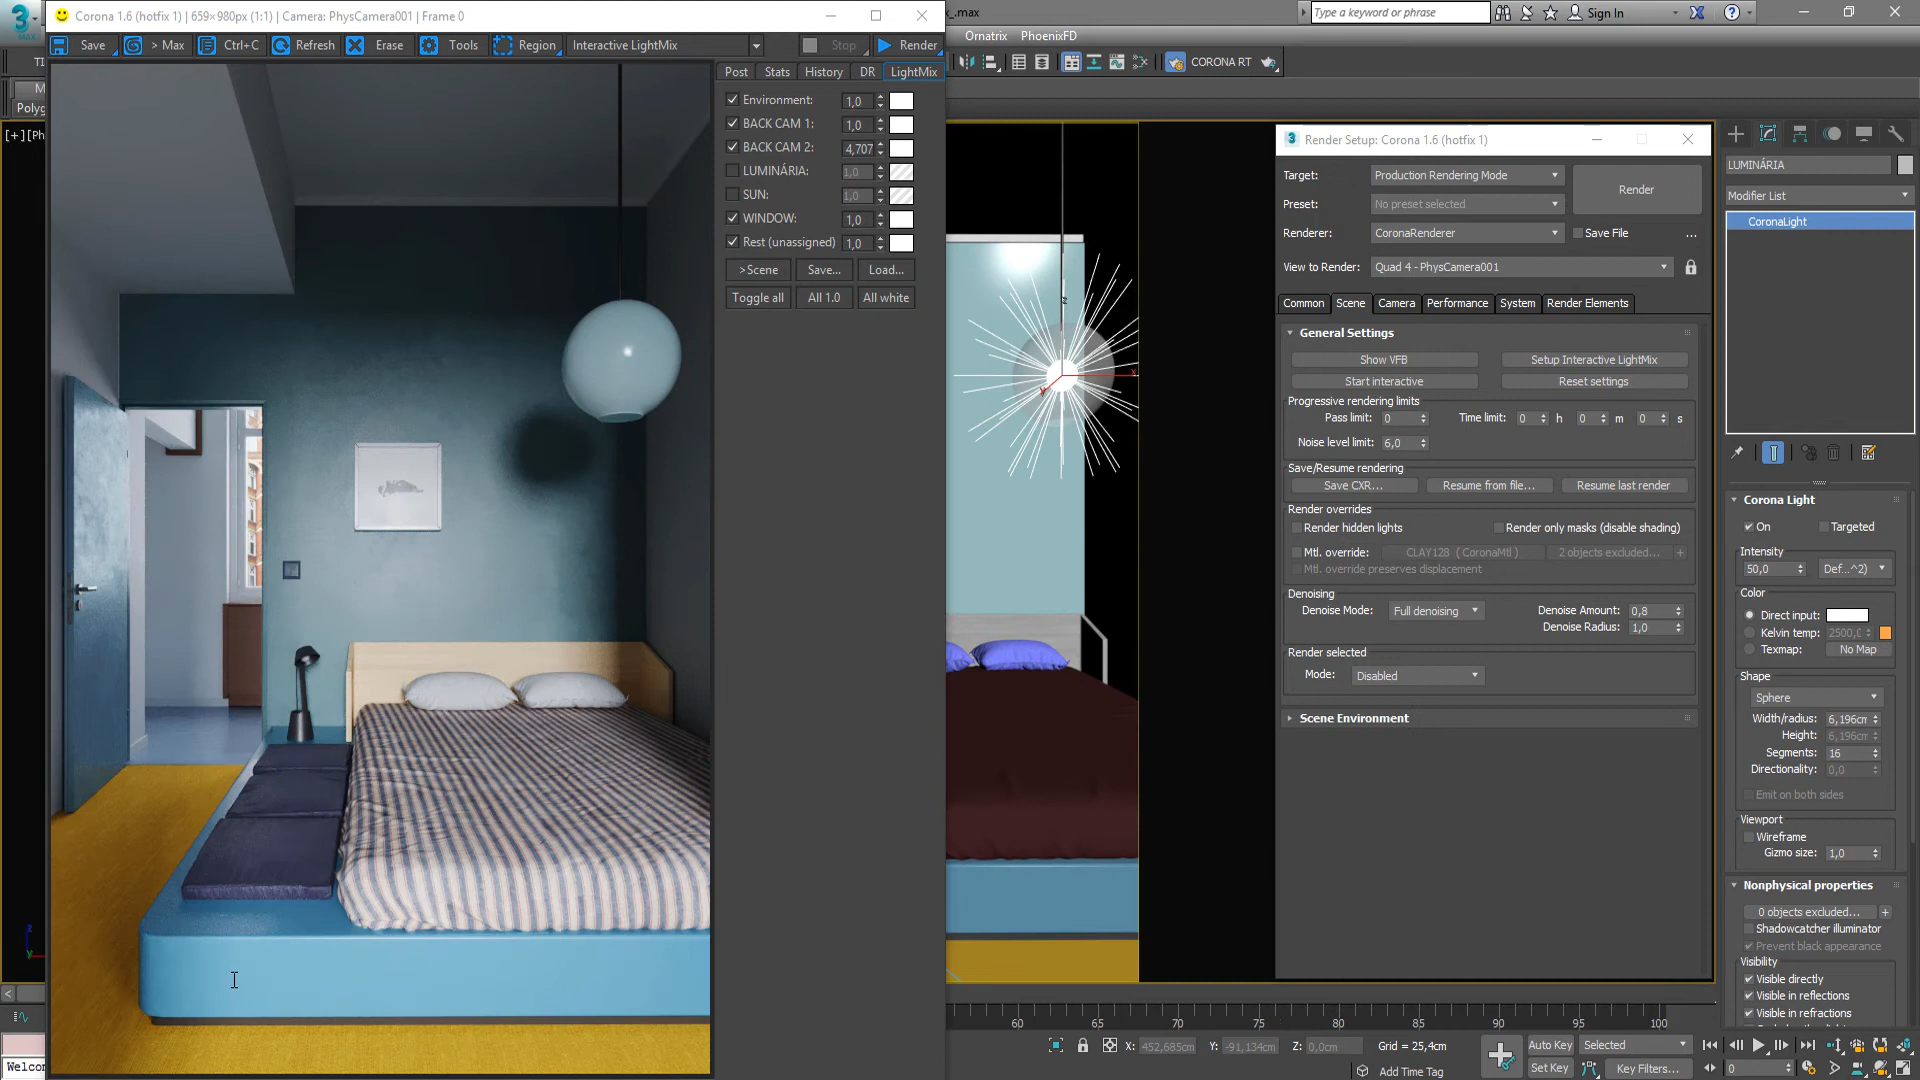 Corona 1.6 (hotfix 1) | 659×980px (1:1) | Camera: PhysCamera001 | Frame 0
Save
> Max
Ctrl+C
Refresh
Erase
Tools
Region
Interactive LightMix
Stop
Render
Post
Stats
History
DR
LightMix
Environment: 1,0
BACK CAM 1: 1,0
BACK CAM 2: 4,707
LUMINÁRIA: 1,0
SUN: 1,0
WINDOW: 1,0
Rest (unassigned) 1,0
>Scene
Save...
Load...
Toggle all
All 1.0
All white
3
MAX
Polyg
[+][Ph
Welcon
.max
Type a keyword or phrase
Sign In
Ornatrix
PhoenixFD
CORONA RT
z
x
y
Render Setup: Corona 1.6 (hotfix 1)
Target: Production Rendering Mode
Render
Preset: No preset selected
Renderer: CoronaRenderer
Save File
...
View to Render: Quad 4 - PhysCamera001
Common
Scene
Camera
Performance
System
Render Elements
General Settings
Show VFB
Setup Interactive LightMix
Start interactive
Reset settings
Progressive rendering limits
Pass limit: 0
Time limit: 0 h 0 m 0 s
Noise level limit: 6,0
Save/Resume rendering
Save CXR...
Resume from file...
Resume last render
Render overrides
Render hidden lights
Render only masks (disable shading)
Mtl. override: CLAY128 ( CoronaMtl )
2 objects excluded...
+
Mtl. override preserves displacement
Denoising
Denoise Mode: Full denoising
Denoise Amount: 0,8
Denoise Radius: 1,0
Render selected
Mode: Disabled
Scene Environment
LUMINÁRIA
Modifier List
CoronaLight
Corona Light
On
Targeted
Intensity
50,0
Def...^2)
Color
Direct input:
Kelvin temp: 2500,0
Texmap: No Map
Shape
Sphere
Width/radius: 6,196cm
Height: 6,196cm
Segments: 16
Directionality: 0,0
Emit on both sides
Viewport
Wireframe
Gizmo size: 1,0
Nonphysical properties
0 objects excluded...
+
Shadowcatcher illuminator
Prevent black appearance
Visibility
Visible directly
Visible in reflections
Visible in refractions
60 65 70 75 80 85 90 95 100
X: 452,685cm
Y: -91,134cm
Z: 0,0cm
Grid = 25,4cm
Add Time Tag
Auto Key
Selected
Set Key
Key Filters...
0